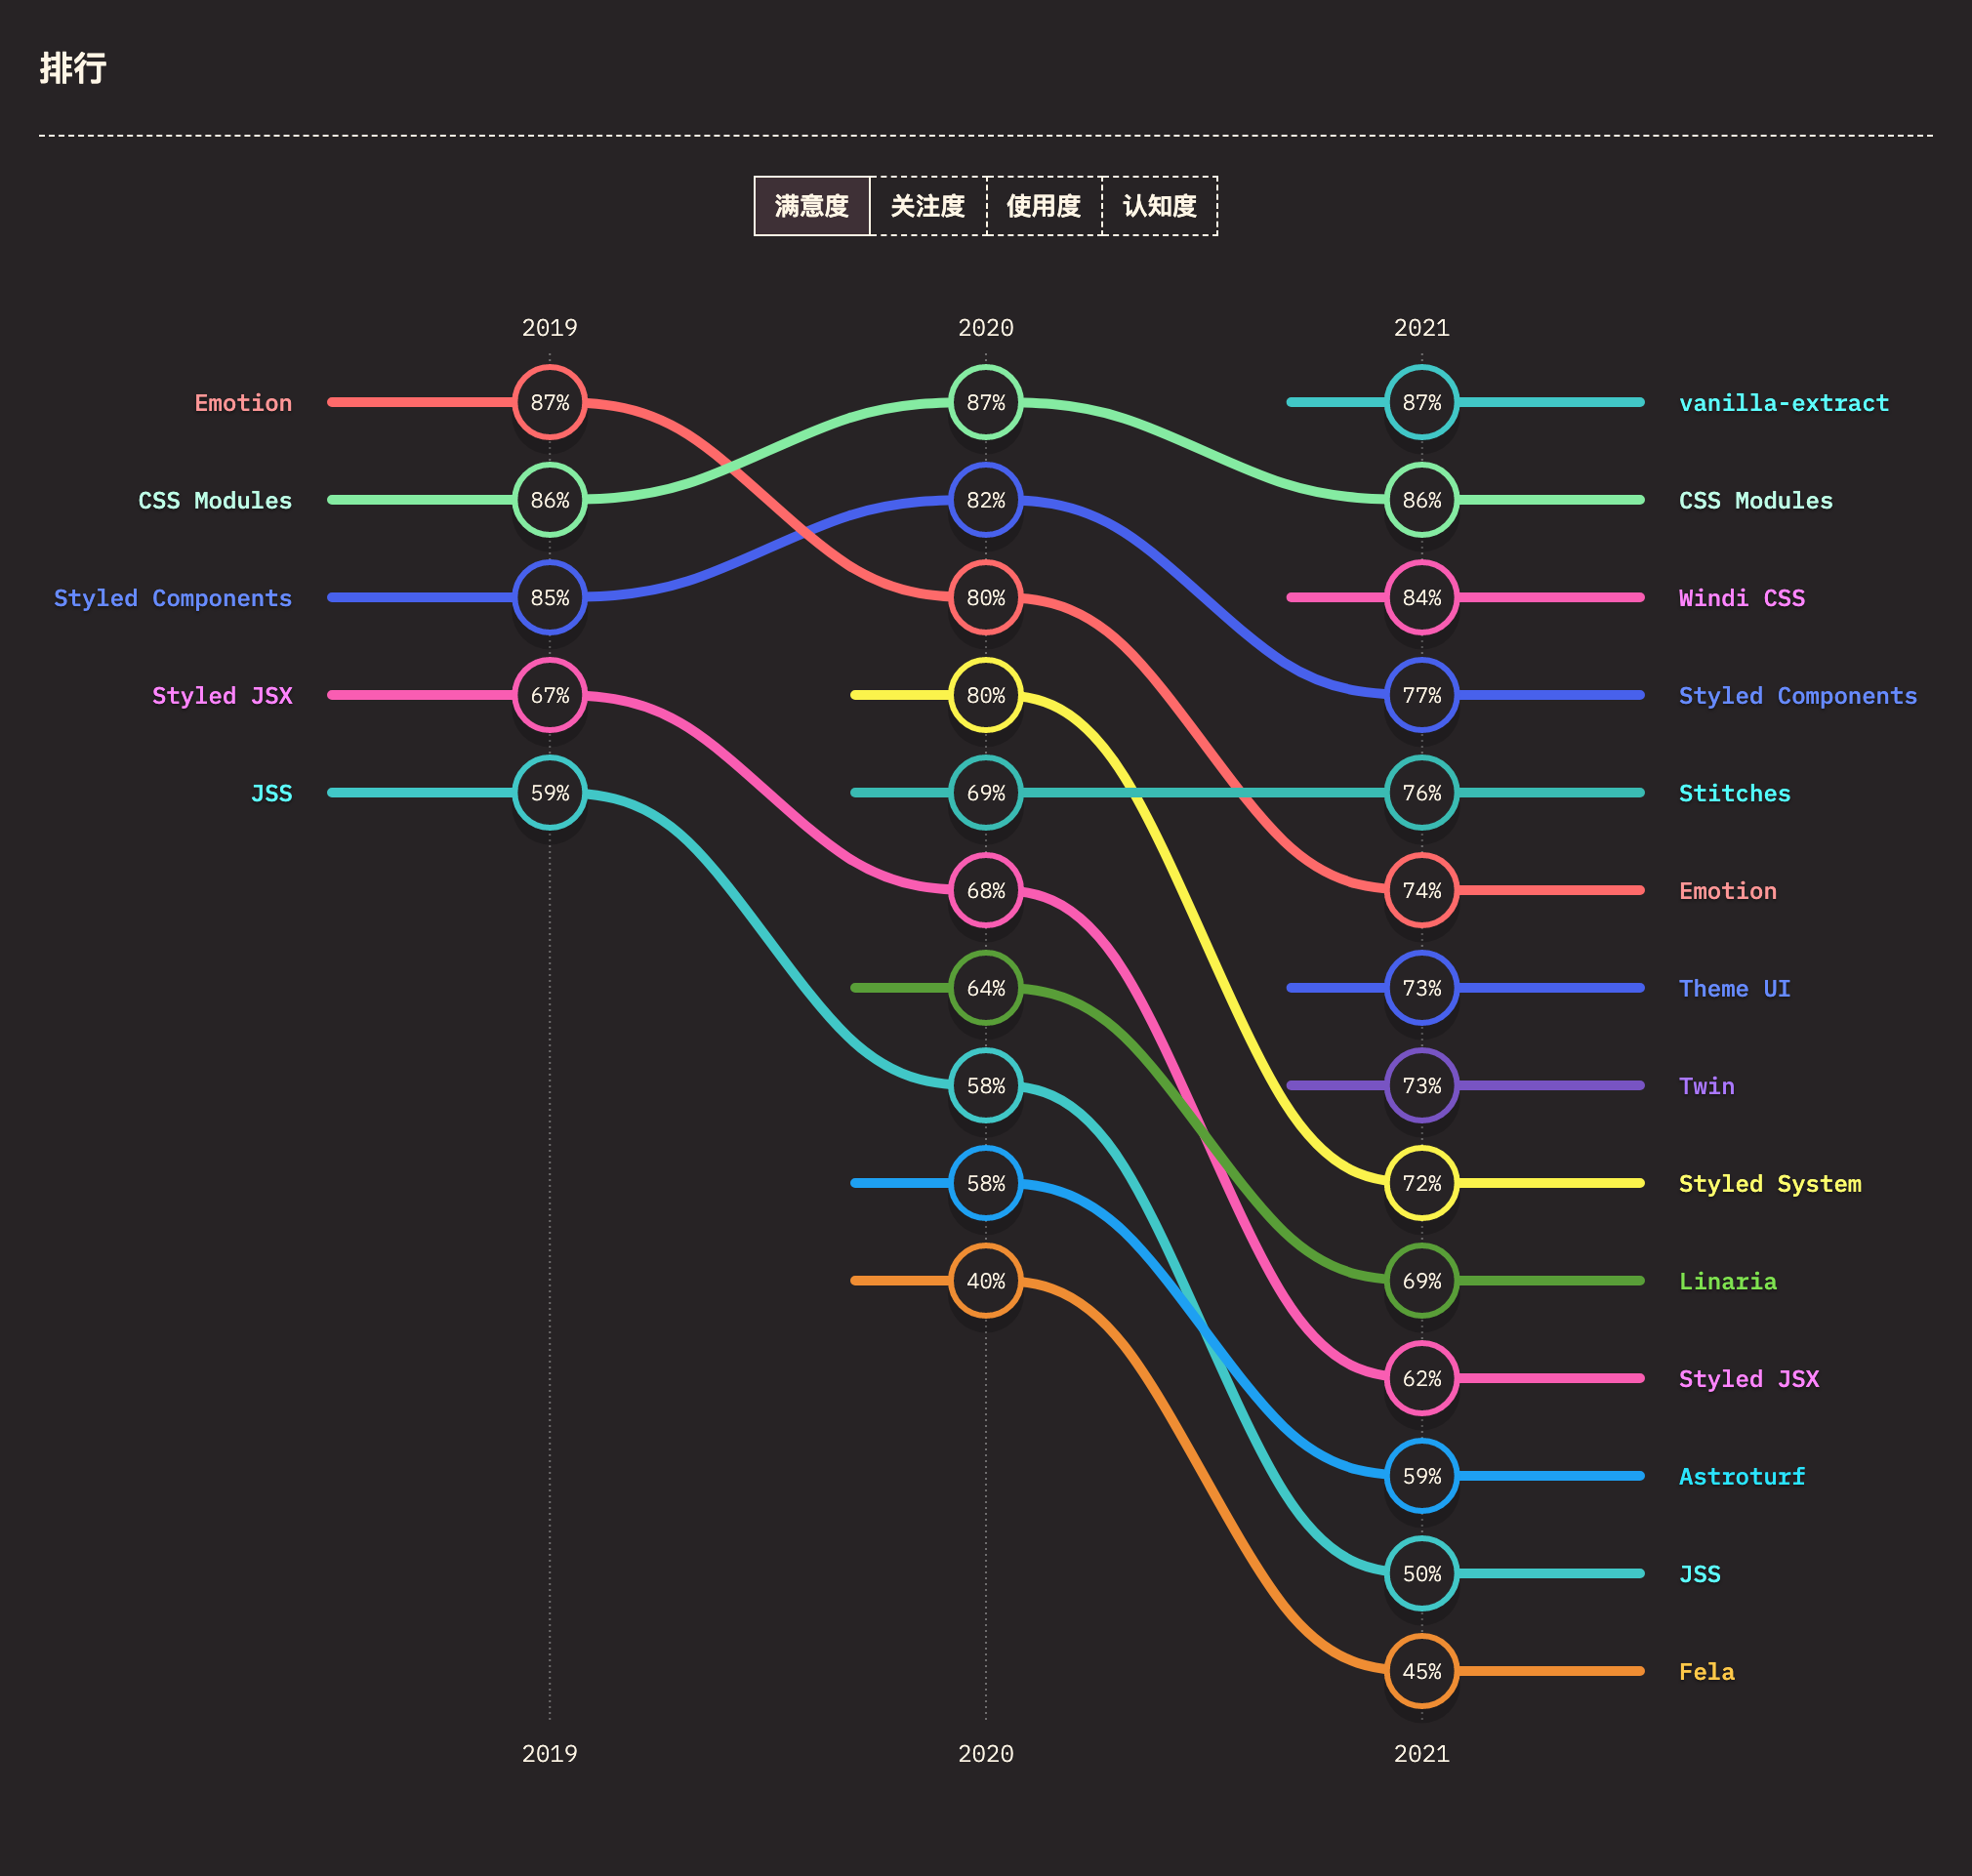 排行
满意度 关注度 使用度 认知度
2019 2020 2021
Emotion 87% 87% 87% vanilla-extract
CSS Modules 86% 82% 86% CSS Modules
Styled Components 85% 80% 84% Windi CSS
Styled JSX 67% 80% 77% Styled Components
JSS 59% 69% 76% Stitches
68% 74% Emotion
64% 73% Theme UI
58% 73% Twin
58% 72% Styled System
40% 69% Linaria
62% Styled JSX
59% Astroturf
50% JSS
45% Fela
2019 2020 2021